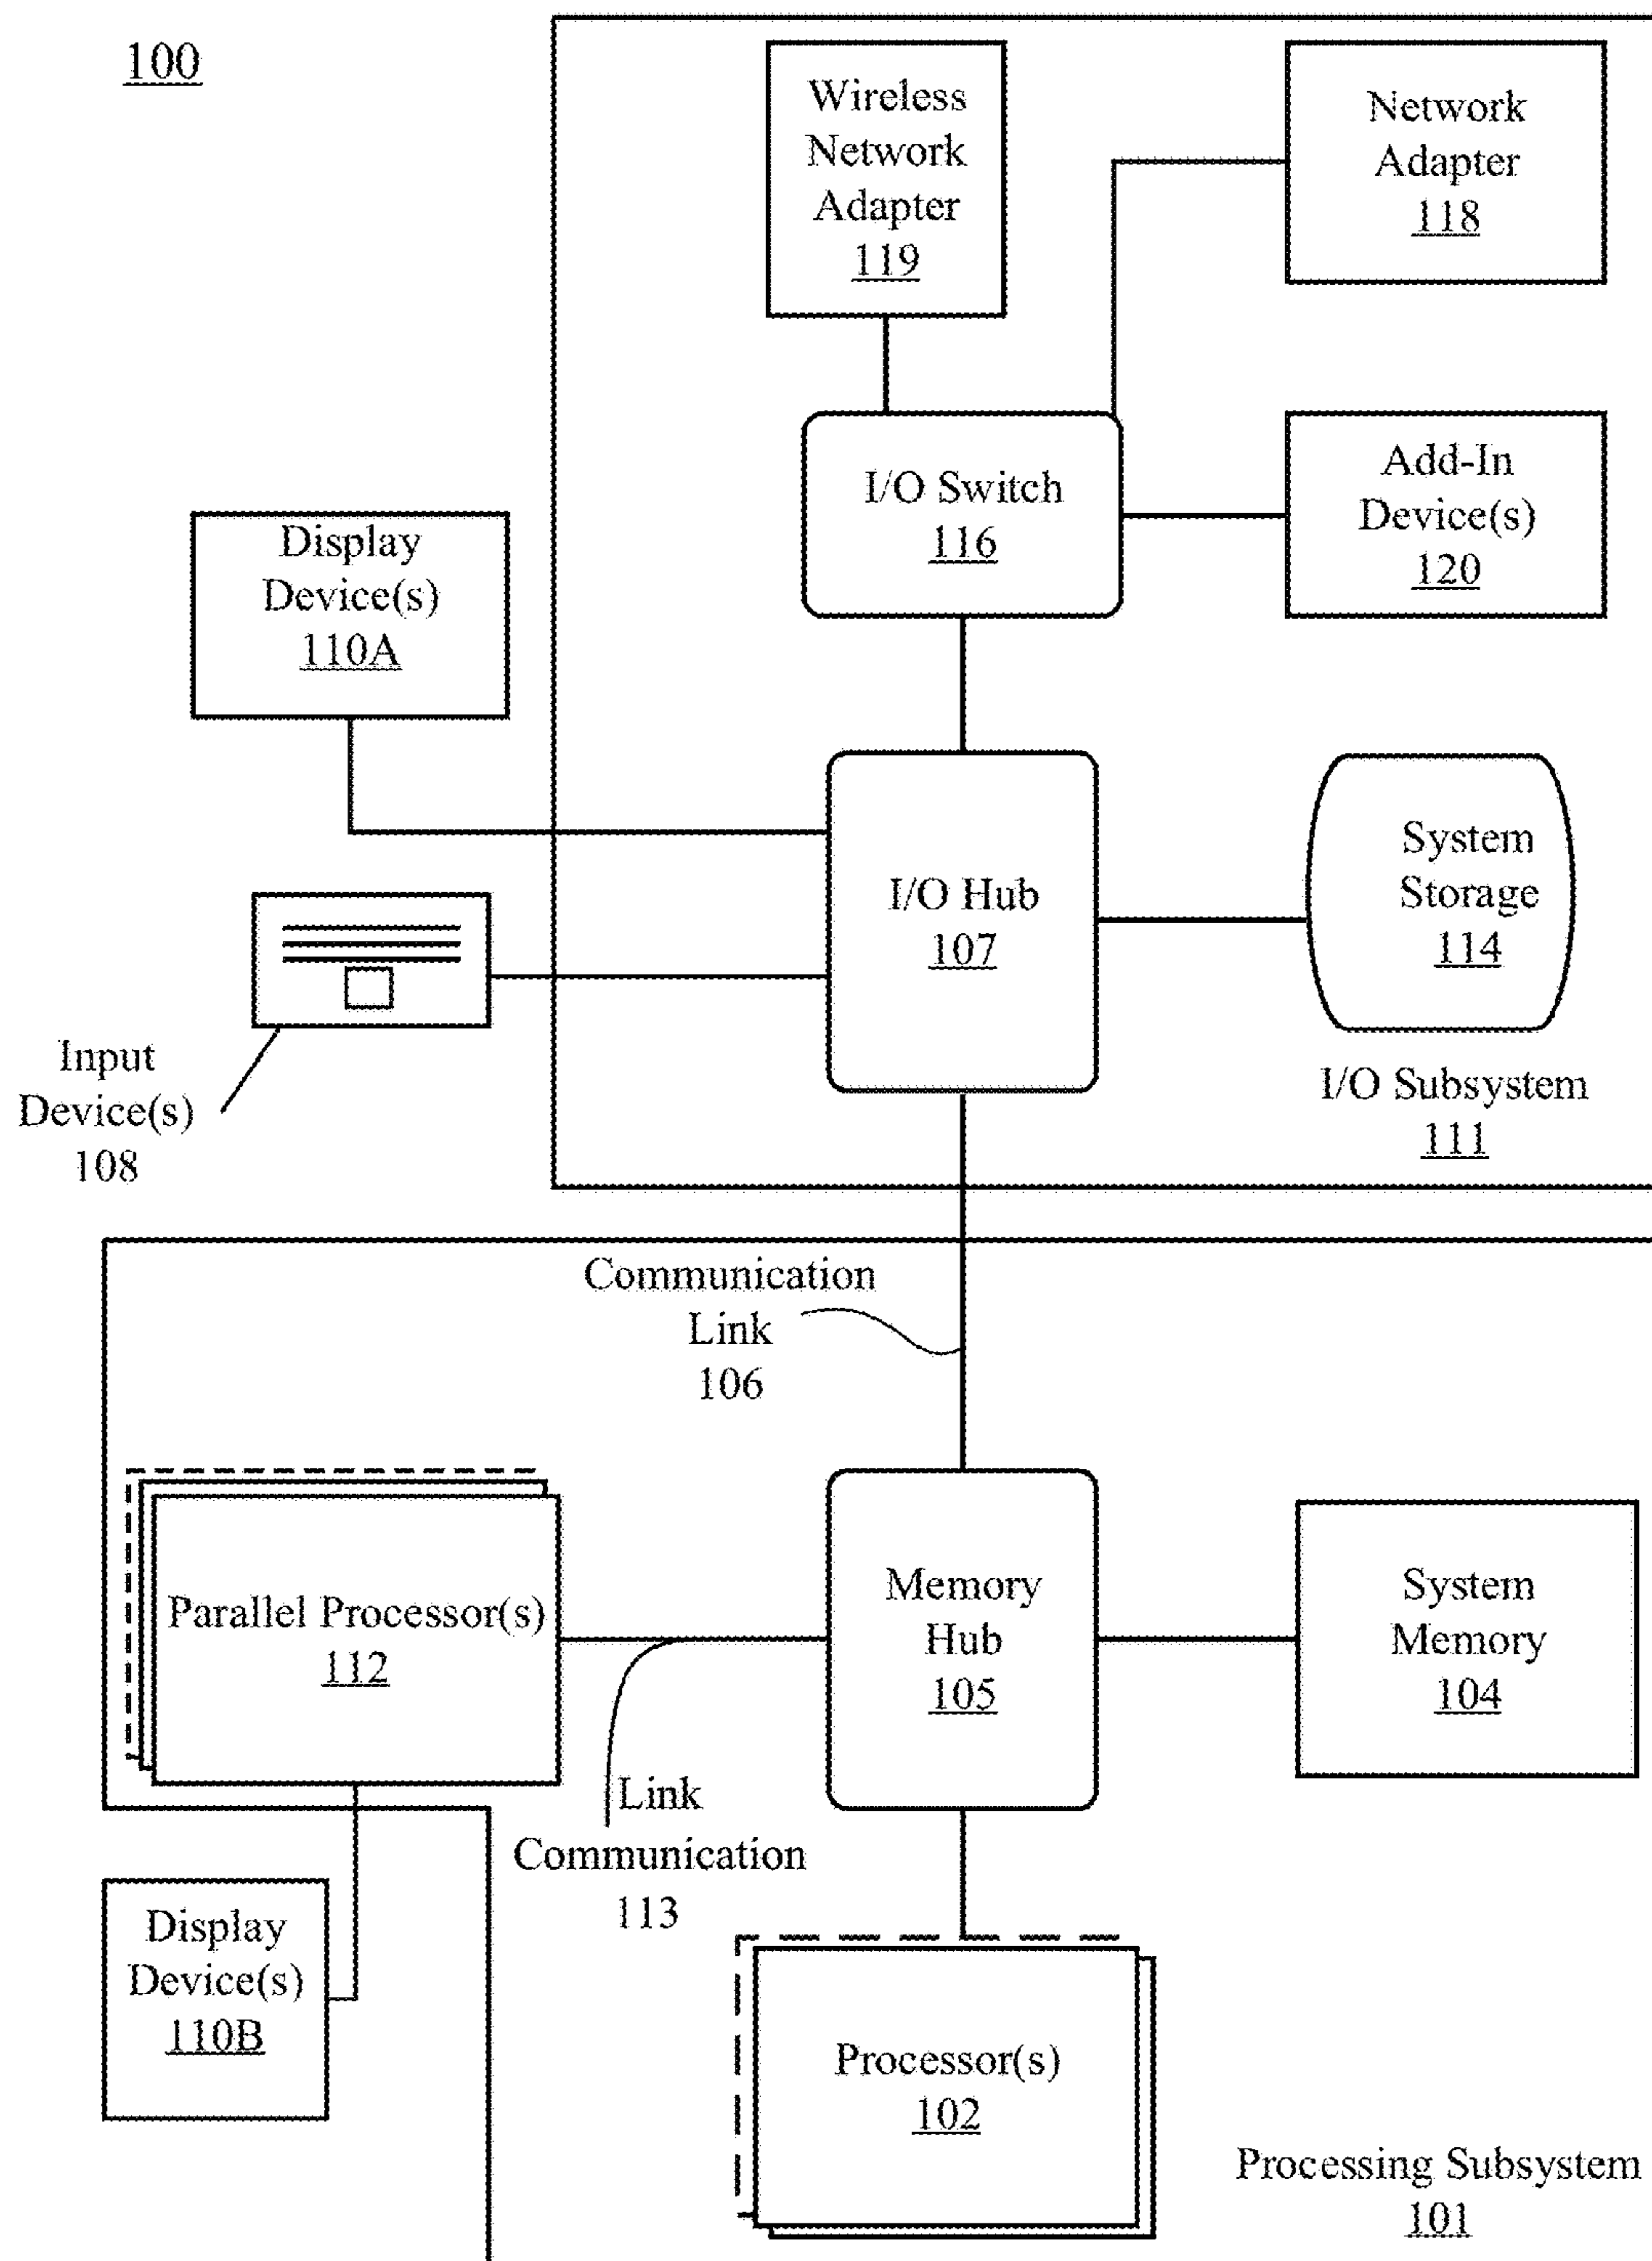 100
Wireless
Network
Adapter
119
Network
Adapter
118
I/O Switch
116
Add-In
Device(s)
120
Display
Device(s)
110A
I/O Hub
107
System
Storage
114
Input
Device(s)
108
I/O Subsystem
111
Communication
Link
106
Parallel Processor(s)
112
Memory
Hub
105
System
Memory
104
Link
Communication
113
Display
Device(s)
110B
Processor(s)
102
Processing Subsystem
101